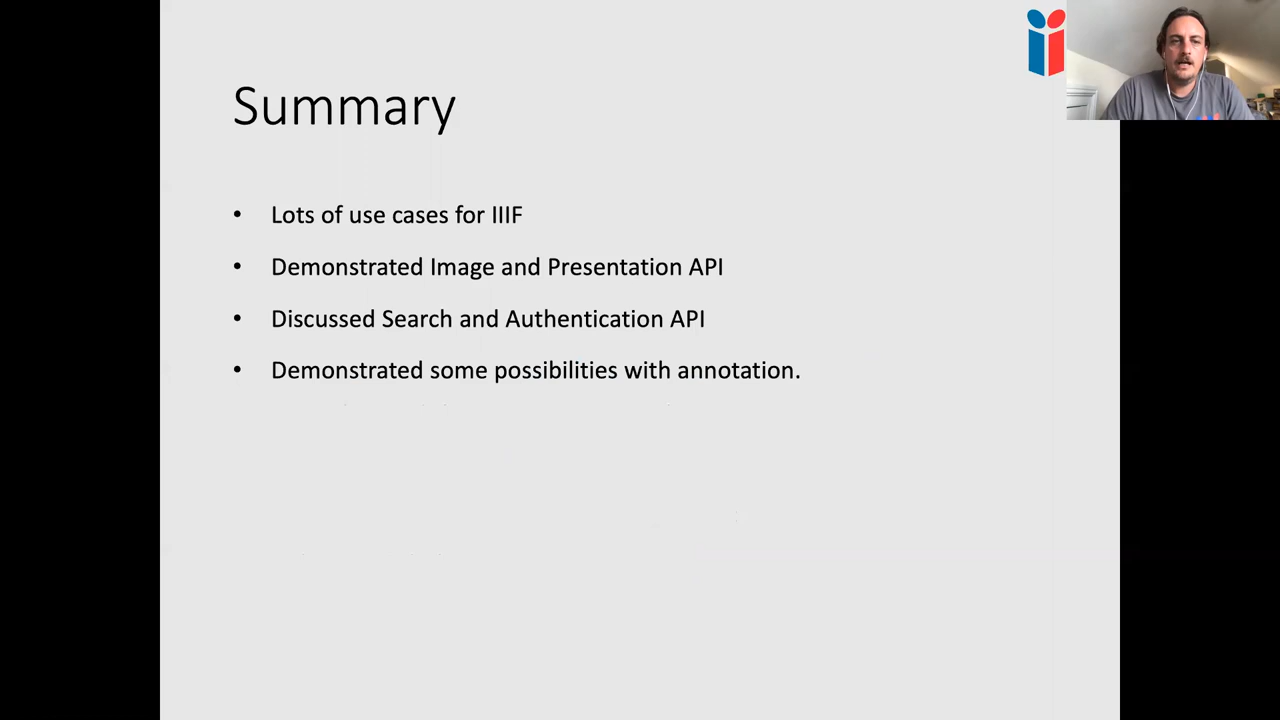 Summary
• Lots of use cases for IIIF
• Demonstrated Image and Presentation API
• Discussed Search and Authentication API
• Demonstrated some possibilities with annotation.